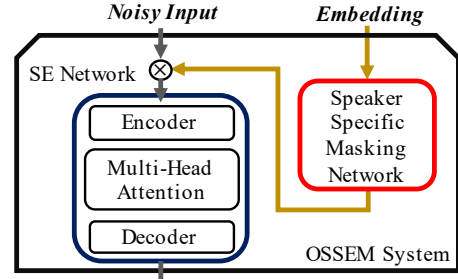 Noisy Input
Embedding
SE Network
Encoder
Multi-Head
Attention
Decoder
Speaker
Specific
Masking
Network
OSSEM System